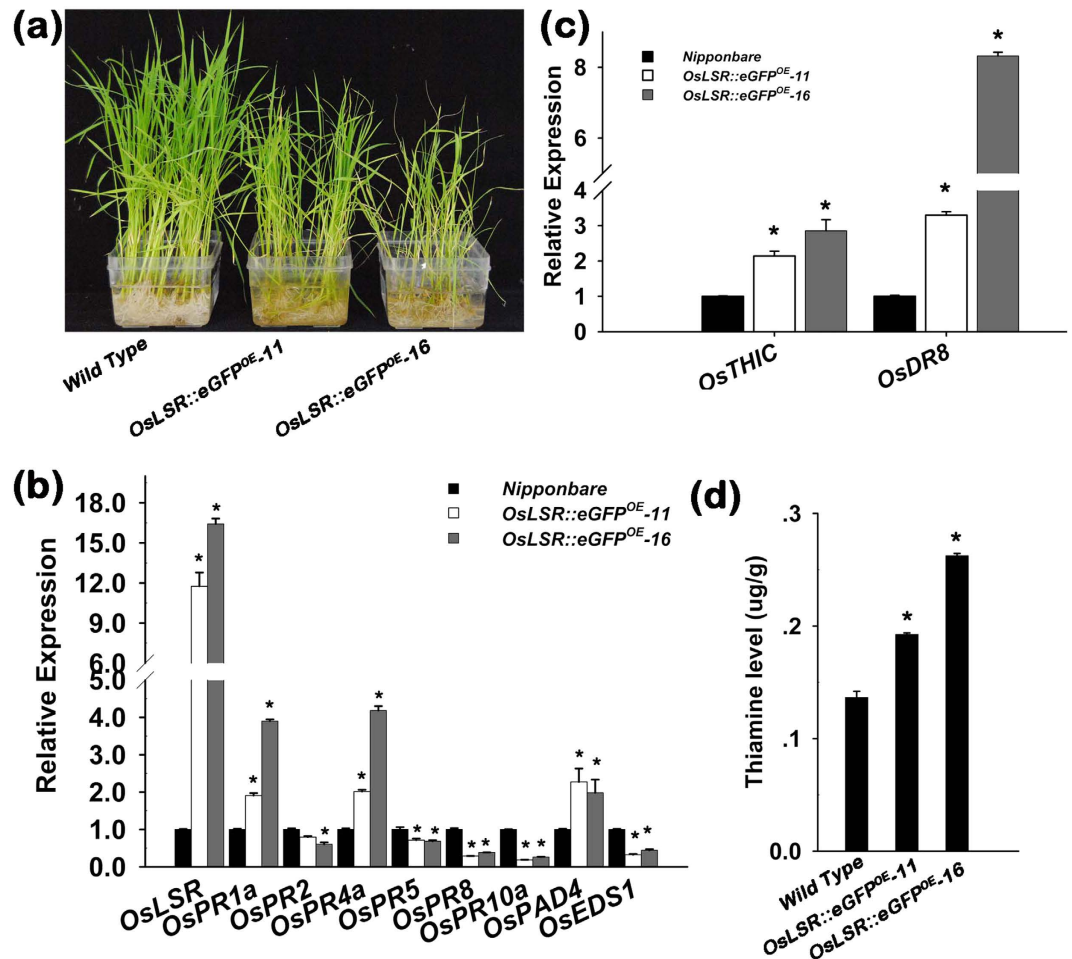 (a)
Wild Type
OsLSR::eGFP^OE-11
OsLSR::eGFP^OE-16
(c)
Relative Expression
Nipponbare
OsLSR::eGFP^OE-11
OsLSR::eGFP^OE-16
8
6
4
3
2
1
0
* * * *
OsTHIC
OsDR8
(b)
Relative Expression
Nipponbare
OsLSR::eGFP^OE-11
OsLSR::eGFP^OE-16
18.0
15.0
12.0
9.0
6.0
5.0
4.0
3.0
2.0
1.0
0.0
* * * * * * * * * * * * * * * * *
OsLSR
OsPR1a
OsPR2
OsPR4a
OsPR5
OsPR8
OsPR10a
OsPAD4
OsEDS1
(d)
Thiamine level (ug/g)
.3
.2
.1
0
* *
Wild Type
OsLSR::eGFP^OE-11
OsLSR::eGFP^OE-16